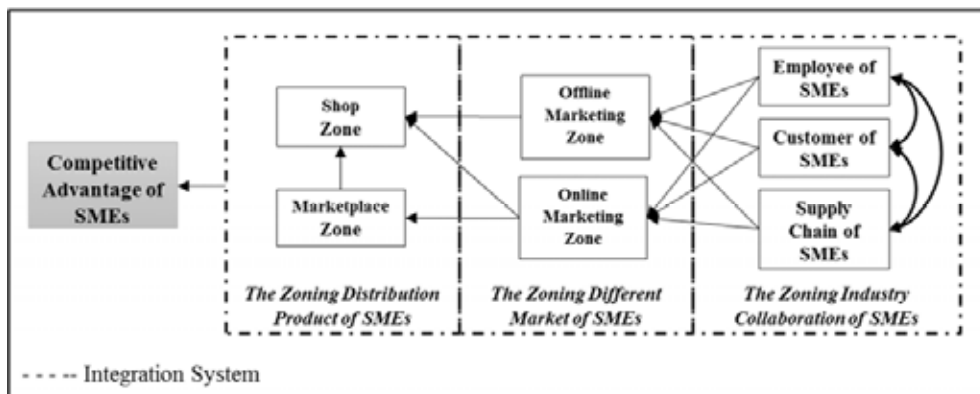 Competitive
Advantage of
SMEs
Shop
Zone
Marketplace
Zone
The Zoning Distribution
Product of SMEs
Offline
Marketing
Zone
Online
Marketing
Zone
The Zoning Different
Market of SMEs
Employee of
SMEs
Customer of
SMEs
Supply
Chain of
SMEs
The Zoning Industry
Collaboration of SMEs
- - - -- Integration System